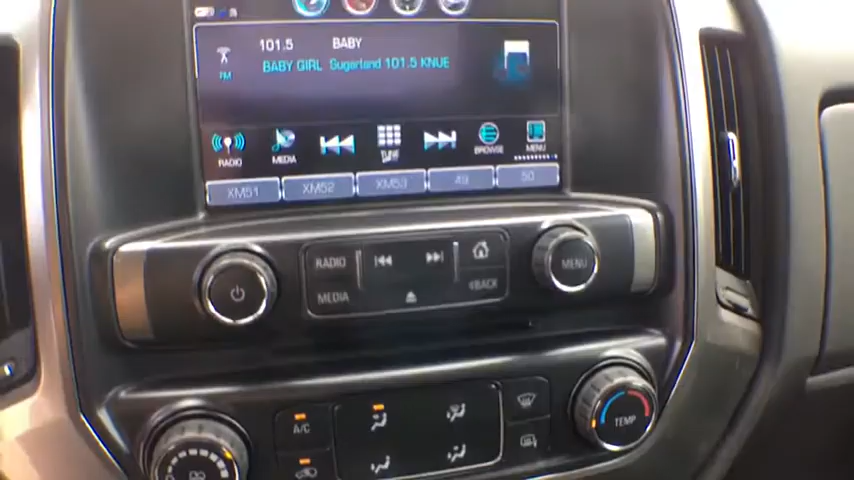 101.5 BABY
FM BABY GIRL Sugarland 101.5 KNUE
RADIO MEDIA TUNE BROWSE MENU
XM51 XM52 XM53 49 50
RADIO
MEDIA BACK
MENU
A/C
TEMP